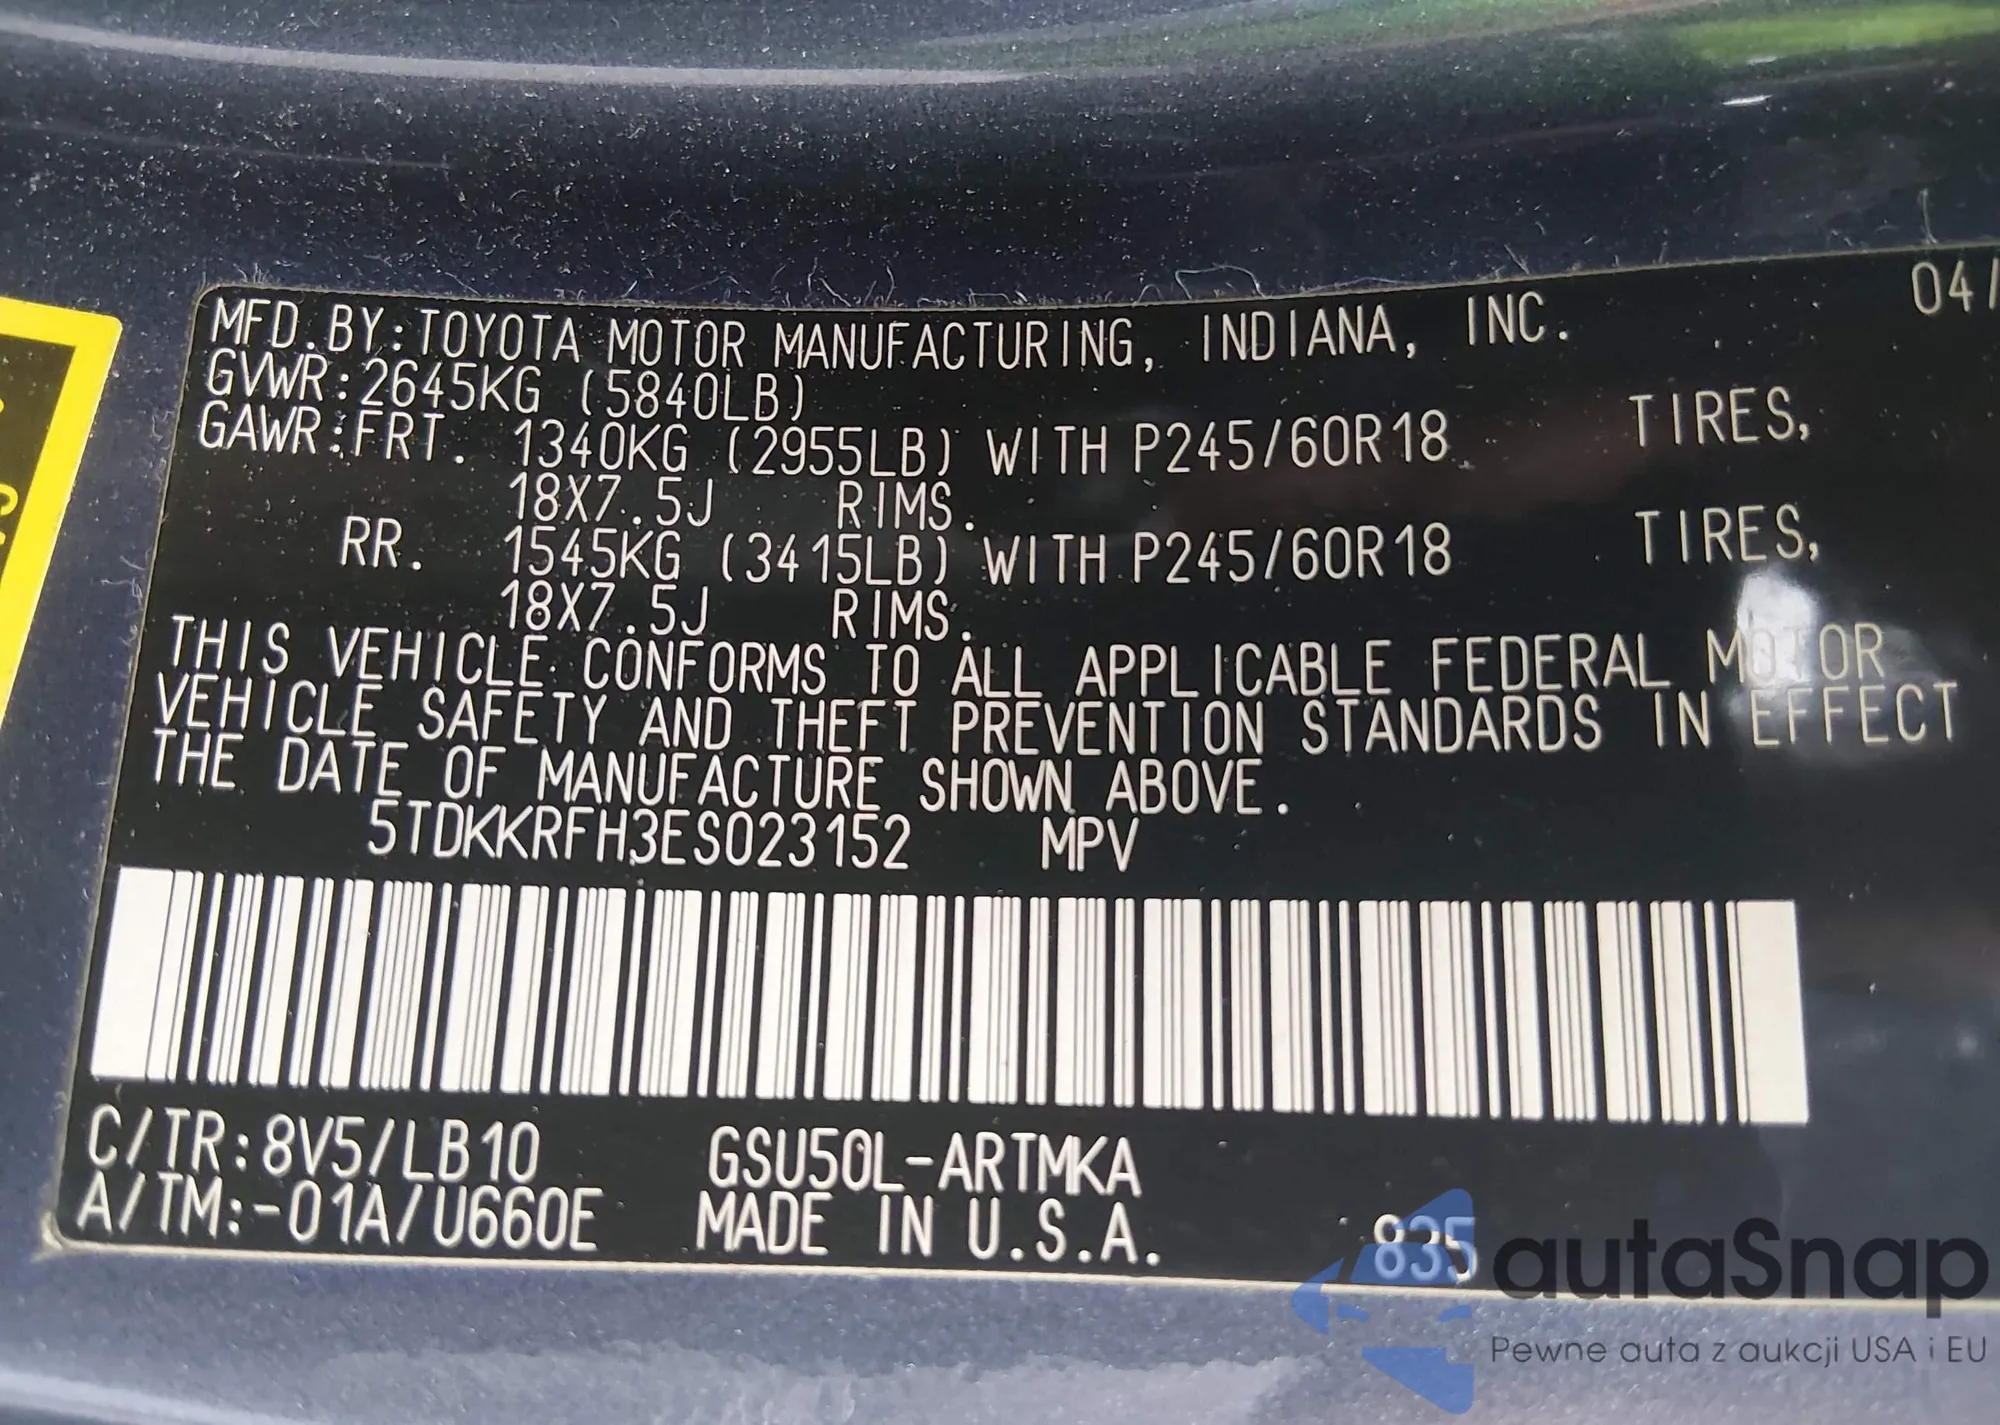 04/
MFD.BY:TOYOTA MOTOR MANUFACTURING, INDIANA, INC.
GVWR:2645KG (5840LB)
GAWR:FRT. 1340KG (2955LB) WITH P245/60R18 TIRES,
18X7.5J RIMS.
RR. 1545KG (3415LB) WITH P245/60R18 TIRES,
18X7.5J RIMS.
THIS VEHICLE CONFORMS TO ALL APPLICABLE FEDERAL MOTOR
VEHICLE SAFETY AND THEFT PREVENTION STANDARDS IN EFFECT
THE DATE OF MANUFACTURE SHOWN ABOVE.
5TDKKRFH3ES023152 MPV
C/TR:8V5/LB10 GSU50L-ARTMKA
A/TM:-01A/U660E MADE IN U.S.A. 835
autaSnap
Pewne auta z aukcji USA i EU